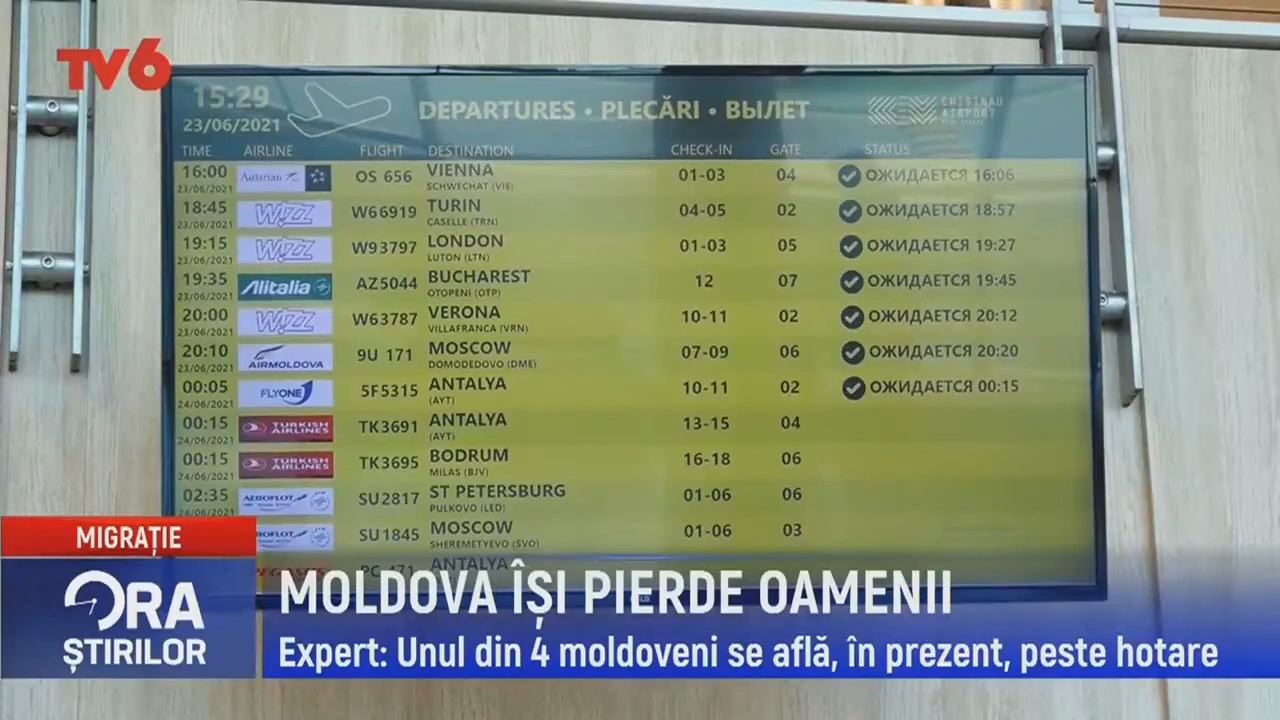 TV6
15:29
23/06/2021
DEPARTURES • PLECĂRI • ВЫЛЕТ
CHISINAU
AIRPORT
TIME AIRLINE FLIGHT DESTINATION CHECK-IN GATE STATUS
16:00 Austrian OS 656 VIENNA 01-03 04 ОЖИДАЕТСЯ 16:06
23/06/2021 SCHWECHAT (VIE)
18:45 WIZZ W66919 TURIN 04-05 02 ОЖИДАЕТСЯ 18:57
23/06/2021 CASELLE (TRN)
19:15 WIZZ W93797 LONDON 01-03 05 ОЖИДАЕТСЯ 19:27
23/06/2021 LUTON (LTN)
19:35 Alitalia AZ5044 BUCHAREST 12 07 ОЖИДАЕТСЯ 19:45
23/06/2021 OTOPENI (OTP)
20:00 WIZZ W63787 VERONA 10-11 02 ОЖИДАЕТСЯ 20:12
23/06/2021 VILLAFRANCA (VRN)
20:10 AIRMOLDOVA 9U 171 MOSCOW 07-09 06 ОЖИДАЕТСЯ 20:20
23/06/2021 DOMODEDOVO (DME)
00:05 FLYONE 5F5315 ANTALYA 10-11 02 ОЖИДАЕТСЯ 00:15
24/06/2021 (AYT)
00:15 TURKISH AIRLINES TK3691 ANTALYA 13-15 04
24/06/2021 (AYT)
00:15 TURKISH AIRLINES TK3695 BODRUM 16-18 06
24/06/2021 MILAS (BJV)
02:35 AEROFLOT SU2817 ST PETERSBURG 01-06 06
24/06/2021 PULKOVO (LED)
SU1845 MOSCOW 01-06 03
SHEREMETYEVO (SVO)
PC 471 ANTALYA
MIGRAȚIE
ORA
ȘTIRILOR
MOLDOVA ÎȘI PIERDE OAMENII
Expert: Unul din 4 moldoveni se află, în prezent, peste hotare